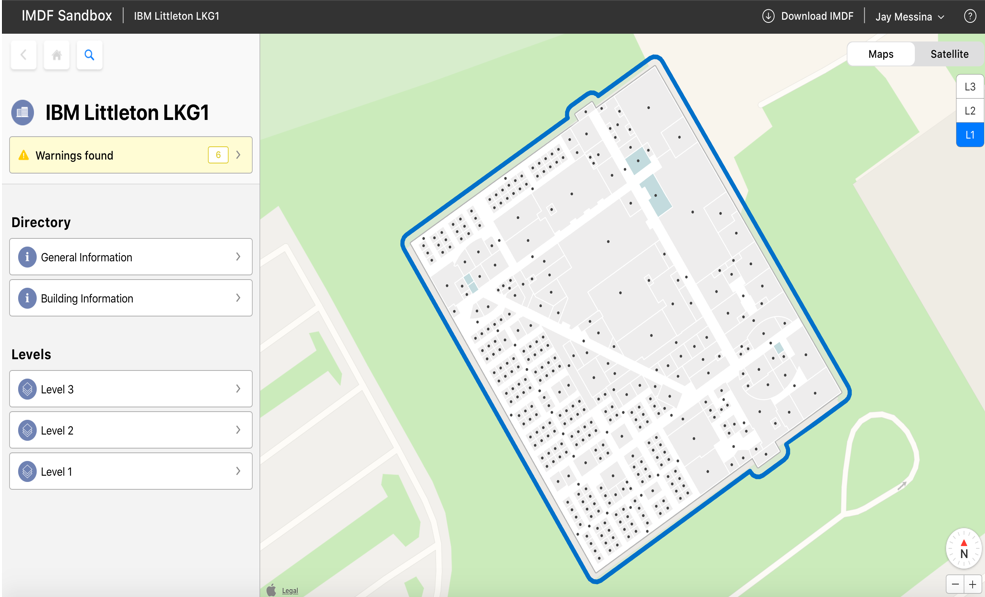 IMDF Sandbox
IBM Littleton LKG1
Download IMDF
Jay Messina
?
Maps
Satellite
IBM Littleton LKG1
L3
L2
L1
Warnings found
6
Directory
i
General Information
i
Building Information
Levels
Level 3
Level 2
Level 1
N
Legal
− +